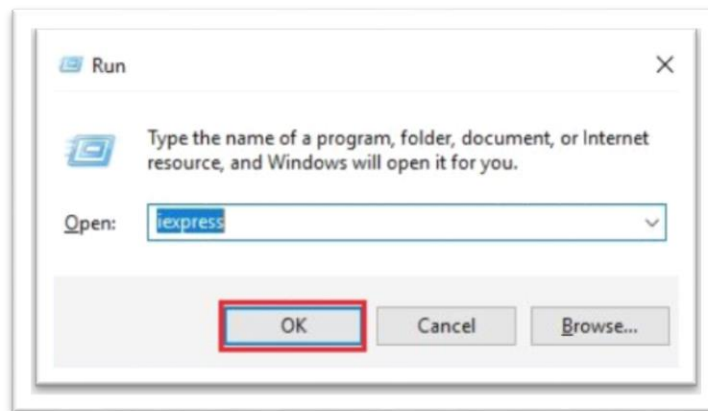 Run
Type the name of a program, folder, document, or Internet
resource, and Windows will open it for you.
Open: iexpress
OK Cancel Browse...